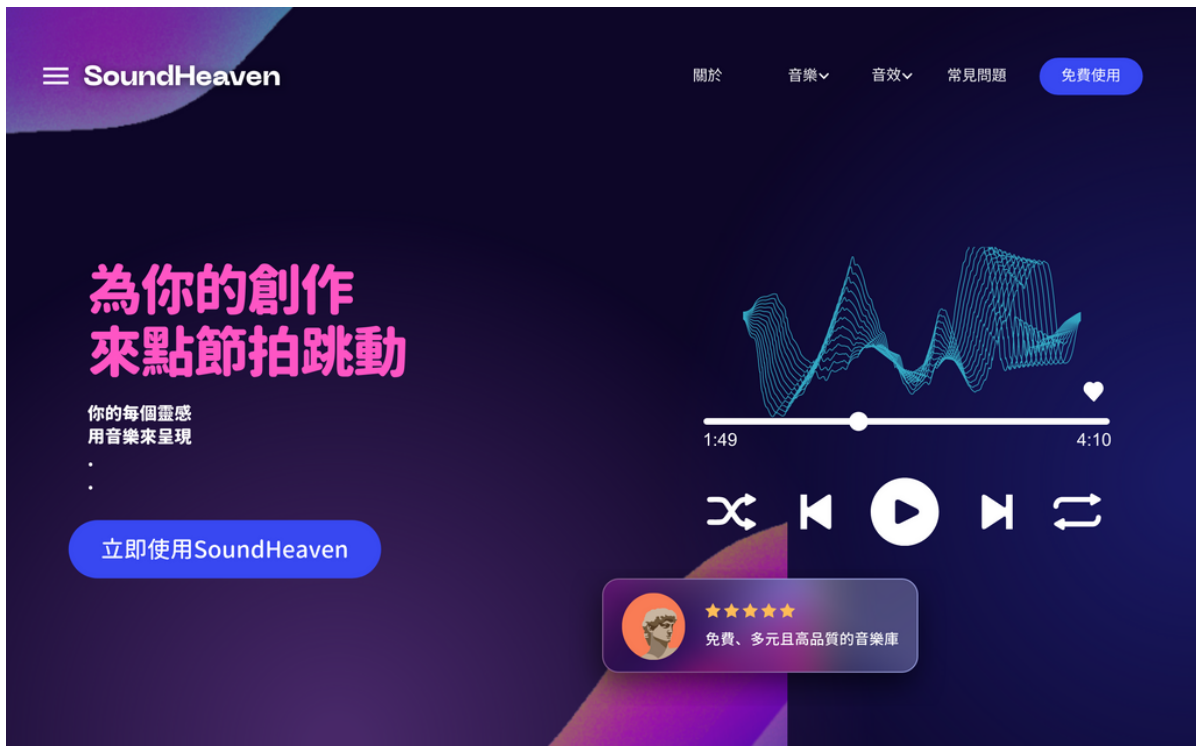 SoundHeaven
關於
音樂
音效
常見問題
免費使用
為你的創作
來點節拍跳動
你的每個靈感
用音樂來呈現
.
.
立即使用SoundHeaven
1:49
4:10
免費、多元且高品質的音樂庫